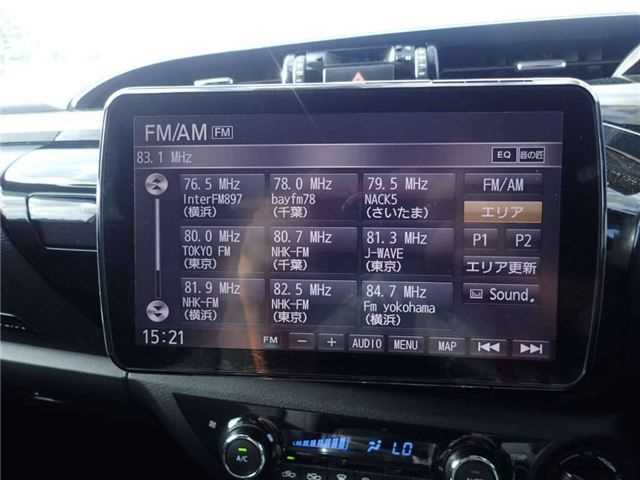 FM/AM FM
83.1 MHz
EQ 音の匠
76.5 MHz
InterFM897
(横浜)
78.0 MHz
bayfm78
(千葉)
79.5 MHz
NACK5
(さいたま)
FM/AM
エリア
80.0 MHz
TOKYO FM
(東京)
80.7 MHz
NHK-FM
(千葉)
81.3 MHz
J-WAVE
(東京)
P1 P2
エリア更新
81.9 MHz
NHK-FM
(横浜)
82.5 MHz
NHK-FM
(東京)
84.7 MHz
Fm yokohama
(横浜)
Sound.
15:21
FM － ＋ AUDIO MENU MAP
A/C
LO